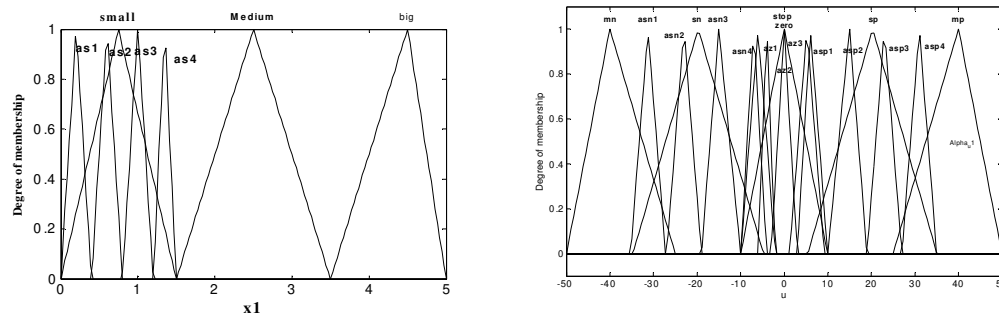 small Medium big
as1 as2 as3 as4
1
0.8
0.6
0.4
0.2
0
Degree of membership
0 1 2 3 4 5
x1
mn asn1 sn asn3 stop sp mp
zero
asn2 asn4 az1 az3 asp1 asp2 asp3 asp4
az2
Alpha_u1
1
0.8
0.6
0.4
0.2
0
Degree of membership
-50 -40 -30 -20 -10 0 10 20 30 40 50
u